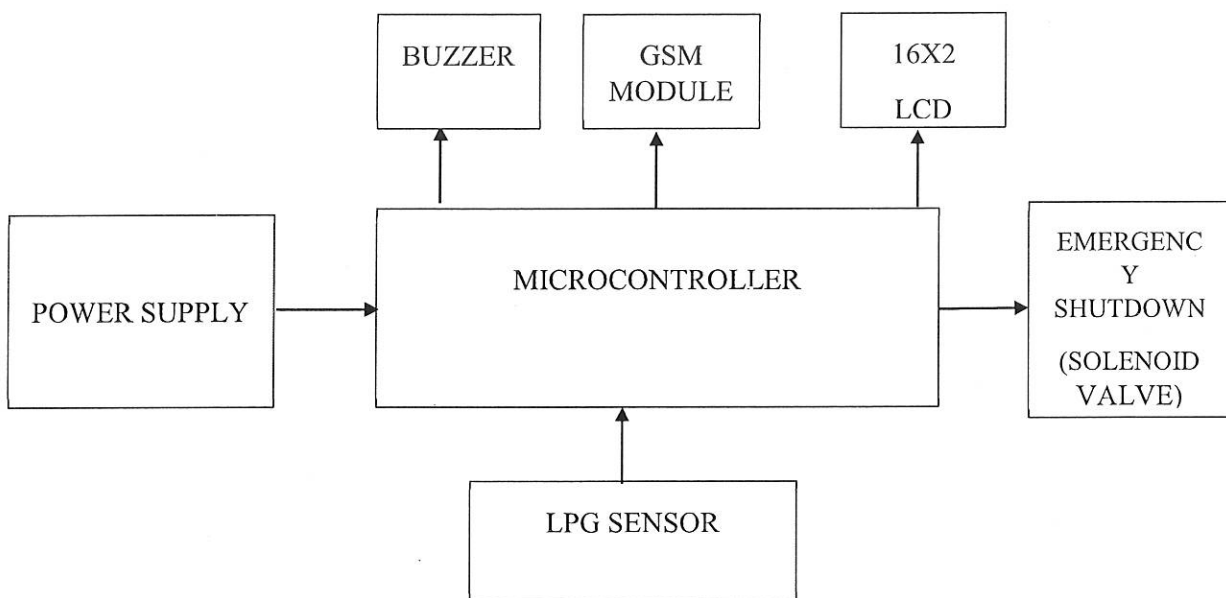 BUZZER
GSM
MODULE
16X2
LCD
POWER SUPPLY
MICROCONTROLLER
EMERGENC
Y
SHUTDOWN
(SOLENOID
VALVE)
LPG SENSOR